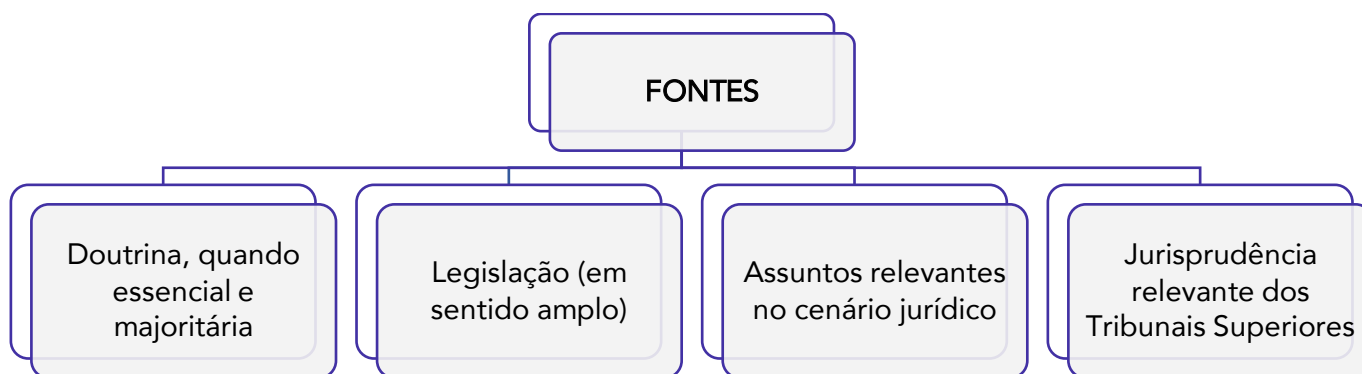 FONTES
Doutrina, quando
essencial e
majoritária
Legislação (em
sentido amplo)
Assuntos relevantes
no cenário jurídico
Jurisprudência
relevante dos
Tribunais Superiores